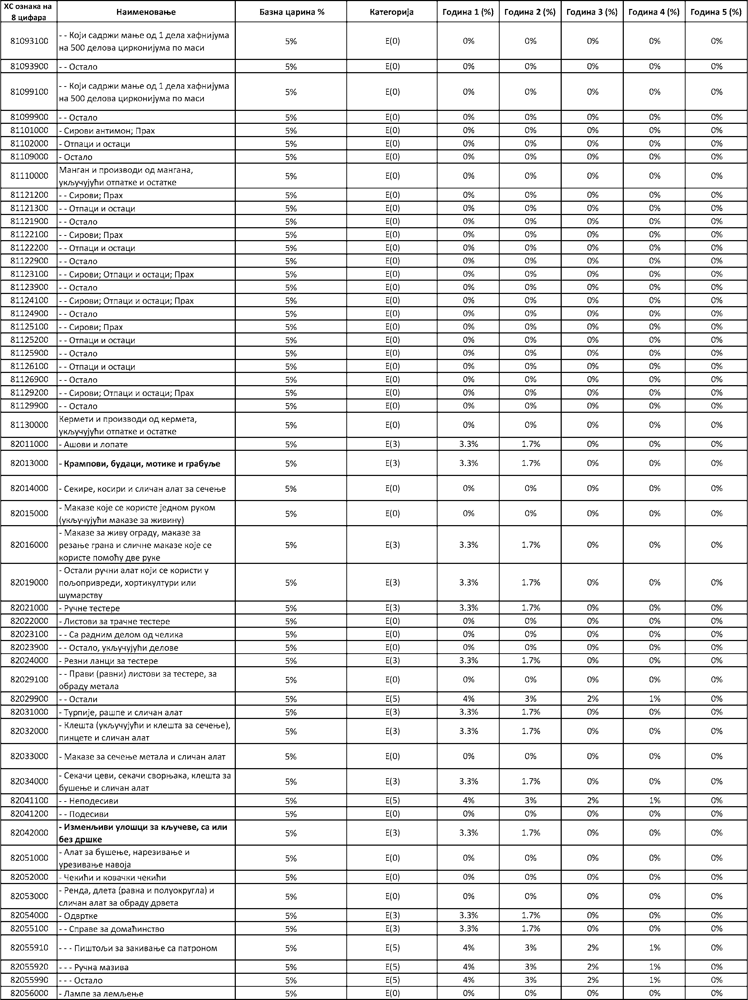 ХС ознака на 8 цифара Наименовање Базна царина % Категорија Година 1 (%) Година 2 (%) Година 3 (%) Година 4 (%) Година 5 (%)
81093100 - - Који садржи мање од 1 дела хафнијума на 500 делова цирконијума по маси 5% E(0) 0% 0% 0% 0% 0%
81093900 - - Остало 5% E(0) 0% 0% 0% 0% 0%
81099100 - - Који садржи мање од 1 дела хафнијума на 500 делова цирконијума по маси 5% E(0) 0% 0% 0% 0% 0%
81099900 - - Остало 5% E(0) 0% 0% 0% 0% 0%
81101000 - Сирови антимон; Прах 5% E(0) 0% 0% 0% 0% 0%
81102000 - Отпаци и остаци 5% E(0) 0% 0% 0% 0% 0%
81109000 - Остало 5% E(0) 0% 0% 0% 0% 0%
81110000 Манган и производи од мангана, укључујући отпатке и остатке 5% E(0) 0% 0% 0% 0% 0%
81121200 - - Сирови; Прах 5% E(0) 0% 0% 0% 0% 0%
81121300 - - Отпаци и остаци 5% E(0) 0% 0% 0% 0% 0%
81121900 - - Остало 5% E(0) 0% 0% 0% 0% 0%
81122100 - - Сирови; Прах 5% E(0) 0% 0% 0% 0% 0%
81122200 - - Отпаци и остаци 5% E(0) 0% 0% 0% 0% 0%
81122900 - - Остало 5% E(0) 0% 0% 0% 0% 0%
81123100 - - Сирови; Отпаци и остаци; Прах 5% E(0) 0% 0% 0% 0% 0%
81123900 - - Остало 5% E(0) 0% 0% 0% 0% 0%
81124100 - - Сирови; Отпаци и остаци; Прах 5% E(0) 0% 0% 0% 0% 0%
81124900 - - Остало 5% E(0) 0% 0% 0% 0% 0%
81125100 - - Сирови; Прах 5% E(0) 0% 0% 0% 0% 0%
81125200 - - Отпаци и остаци 5% E(0) 0% 0% 0% 0% 0%
81125900 - - Остало 5% E(0) 0% 0% 0% 0% 0%
81126100 - - Отпаци и остаци 5% E(0) 0% 0% 0% 0% 0%
81126900 - - Остало 5% E(0) 0% 0% 0% 0% 0%
81129200 - - Сирови; Отпаци и остаци; Прах 5% E(0) 0% 0% 0% 0% 0%
81129900 - - Остало 5% E(0) 0% 0% 0% 0% 0%
81130000 Кермети и производи од кермета, укључујући отпатке и остатке 5% E(0) 0% 0% 0% 0% 0%
82011000 - Ашови и лопате 5% E(3) 3.3% 1.7% 0% 0% 0%
82013000 - Крампови, будаци, мотике и грабуље 5% E(3) 3.3% 1.7% 0% 0% 0%
82014000 - Секире, косири и сличан алат за сечење 5% E(0) 0% 0% 0% 0% 0%
82015000 - Маказе које се користе једном руком (укључујући маказе за живину) 5% E(0) 0% 0% 0% 0% 0%
82016000 - Маказе за живу ограду, маказе за резање грана и сличне маказе које се користе помоћу две руке 5% E(3) 3.3% 1.7% 0% 0% 0%
82019000 - Остали ручни алат који се користи у пољопривреди, хортикултури или шумарству 5% E(3) 3.3% 1.7% 0% 0% 0%
82021000 - Ручне тестере 5% E(3) 3.3% 1.7% 0% 0% 0%
82022000 - Листови за трачне тестере 5% E(0) 0% 0% 0% 0% 0%
82023100 - - Са радним делом од челика 5% E(0) 0% 0% 0% 0% 0%
82023900 - - Остало, укључујући делове 5% E(0) 0% 0% 0% 0% 0%
82024000 - Резни ланци за тестере 5% E(3) 3.3% 1.7% 0% 0% 0%
82029100 - - Прави (равни) листови за тестере, за обраду метала 5% E(0) 0% 0% 0% 0% 0%
82029900 - - Остали 5% E(5) 4% 3% 2% 1% 0%
82031000 - Турпије, рашпе и сличан алат 5% E(3) 3.3% 1.7% 0% 0% 0%
82032000 - Клешта (укључујући и клешта за сечење), пинцете и сличан алат 5% E(3) 3.3% 1.7% 0% 0% 0%
82033000 - Маказе за сечење метала и сличан алат 5% E(0) 0% 0% 0% 0% 0%
82034000 - Секачи цеви, секачи сворњака, клешта за бушење и сличан алат 5% E(3) 3.3% 1.7% 0% 0% 0%
82041100 - - Неподесиви 5% E(5) 4% 3% 2% 1% 0%
82041200 - - Подесиви 5% E(0) 0% 0% 0% 0% 0%
82042000 - Изменљиви улошци за кључеве, са или без дршке 5% E(3) 3.3% 1.7% 0% 0% 0%
82051000 - Алат за бушење, нарезивање и урезивање навоја 5% E(0) 0% 0% 0% 0% 0%
82052000 - Чекићи и ковачки чекићи 5% E(0) 0% 0% 0% 0% 0%
82053000 - Ренда, длета (равна и полуокругла) и сличан алат за обраду дрвета 5% E(0) 0% 0% 0% 0% 0%
82054000 - Одвртке 5% E(3) 3.3% 1.7% 0% 0% 0%
82055100 - - Справе за домаћинство 5% E(3) 3.3% 1.7% 0% 0% 0%
82055910 - - - Пиштољи за закивање са патроном 5% E(5) 4% 3% 2% 1% 0%
82055920 - - - Ручна мазива 5% E(5) 4% 3% 2% 1% 0%
82055990 - - - Остало 5% E(5) 4% 3% 2% 1% 0%
82056000 - Лампе за лемљење 5% E(0) 0% 0% 0% 0% 0%